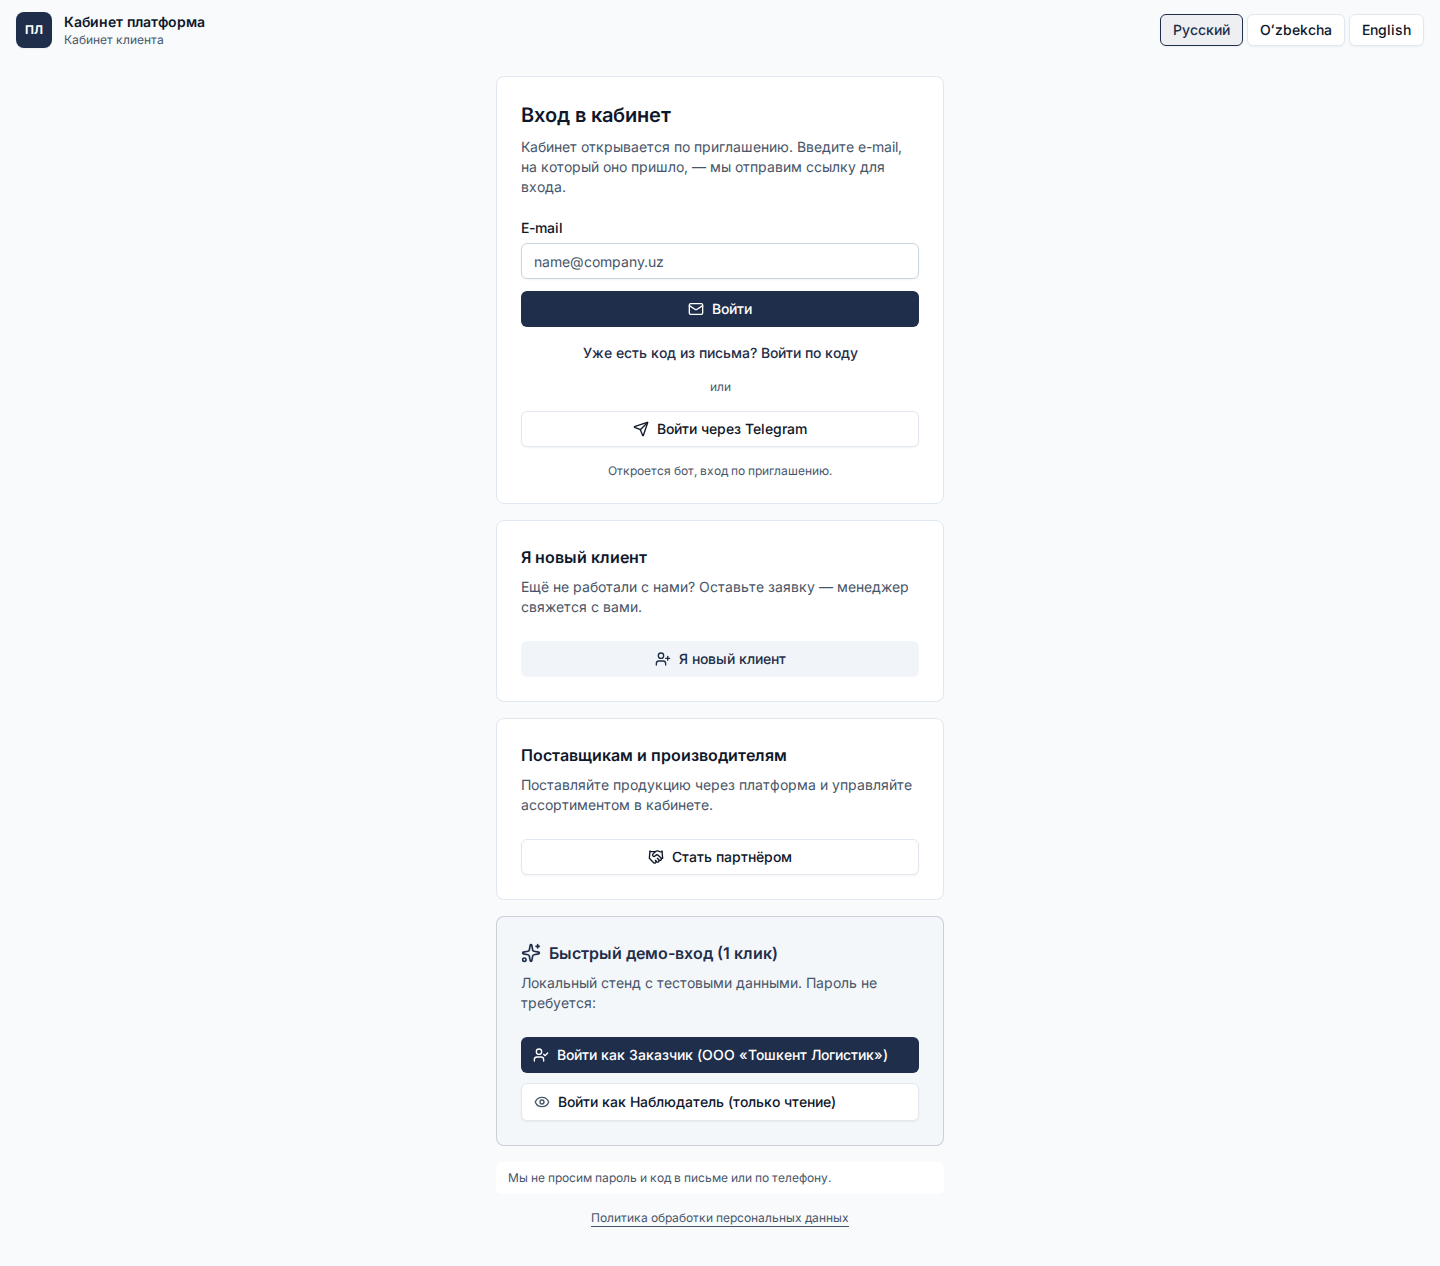 ПЛ
Кабинет платформа
Кабинет клиента
Русский
Oʻzbekcha
English
Вход в кабинет
Кабинет открывается по приглашению. Введите e-mail,
на который оно пришло, — мы отправим ссылку для
входа.
E-mail
name@company.uz
Войти
Уже есть код из письма? Войти по коду
или
Войти через Telegram
Откроется бот, вход по приглашению.
Я новый клиент
Ещё не работали с нами? Оставьте заявку — менеджер
свяжется с вами.
Я новый клиент
Поставщикам и производителям
Поставляйте продукцию через платформа и управляйте
ассортиментом в кабинете.
Стать партнёром
Быстрый демо-вход (1 клик)
Локальный стенд с тестовыми данными. Пароль не
требуется:
Войти как Заказчик (ООО «Тошкент Логистик»)
Войти как Наблюдатель (только чтение)
Мы не просим пароль и код в письме или по телефону.
Политика обработки персональных данных